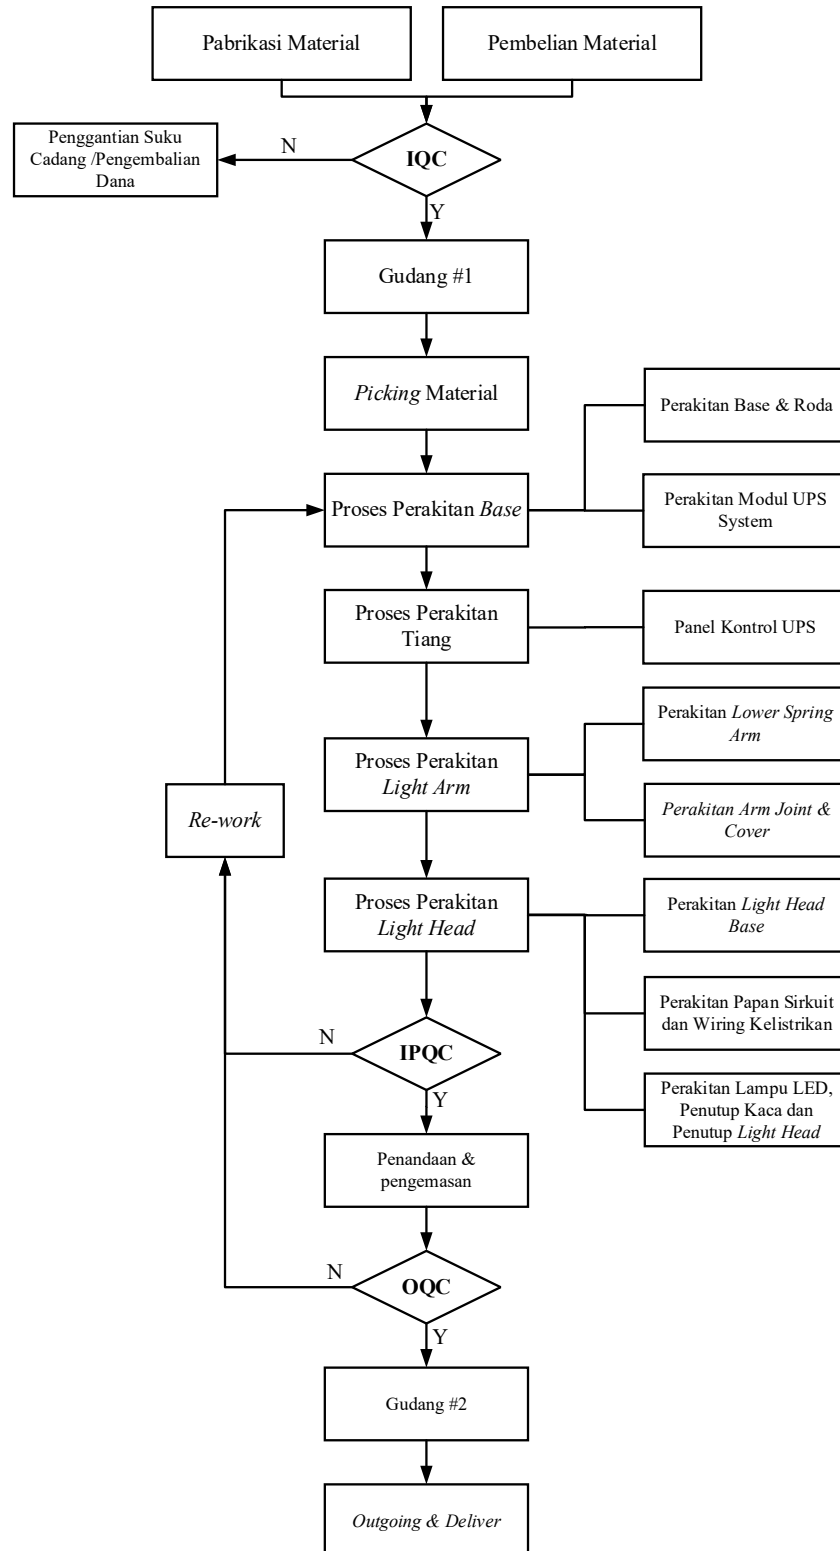 Pabrikasi Material
Pembelian Material
Penggantian Suku
Cadang /Pengembalian
Dana
N
IQC
Y
Gudang #1
Picking Material
Perakitan Base & Roda
Proses Perakitan Base
Perakitan Modul UPS
System
Proses Perakitan
Tiang
Panel Kontrol UPS
Perakitan Lower Spring
Arm
Proses Perakitan
Light Arm
Re-work
Perakitan Arm Joint &
Cover
Proses Perakitan
Light Head
Perakitan Light Head
Base
Perakitan Papan Sirkuit
dan Wiring Kelistrikan
N
IPQC
Y
Perakitan Lampu LED,
Penutup Kaca dan
Penutup Light Head
Penandaan &
pengemasan
N
OQC
Y
Gudang #2
Outgoing & Deliver